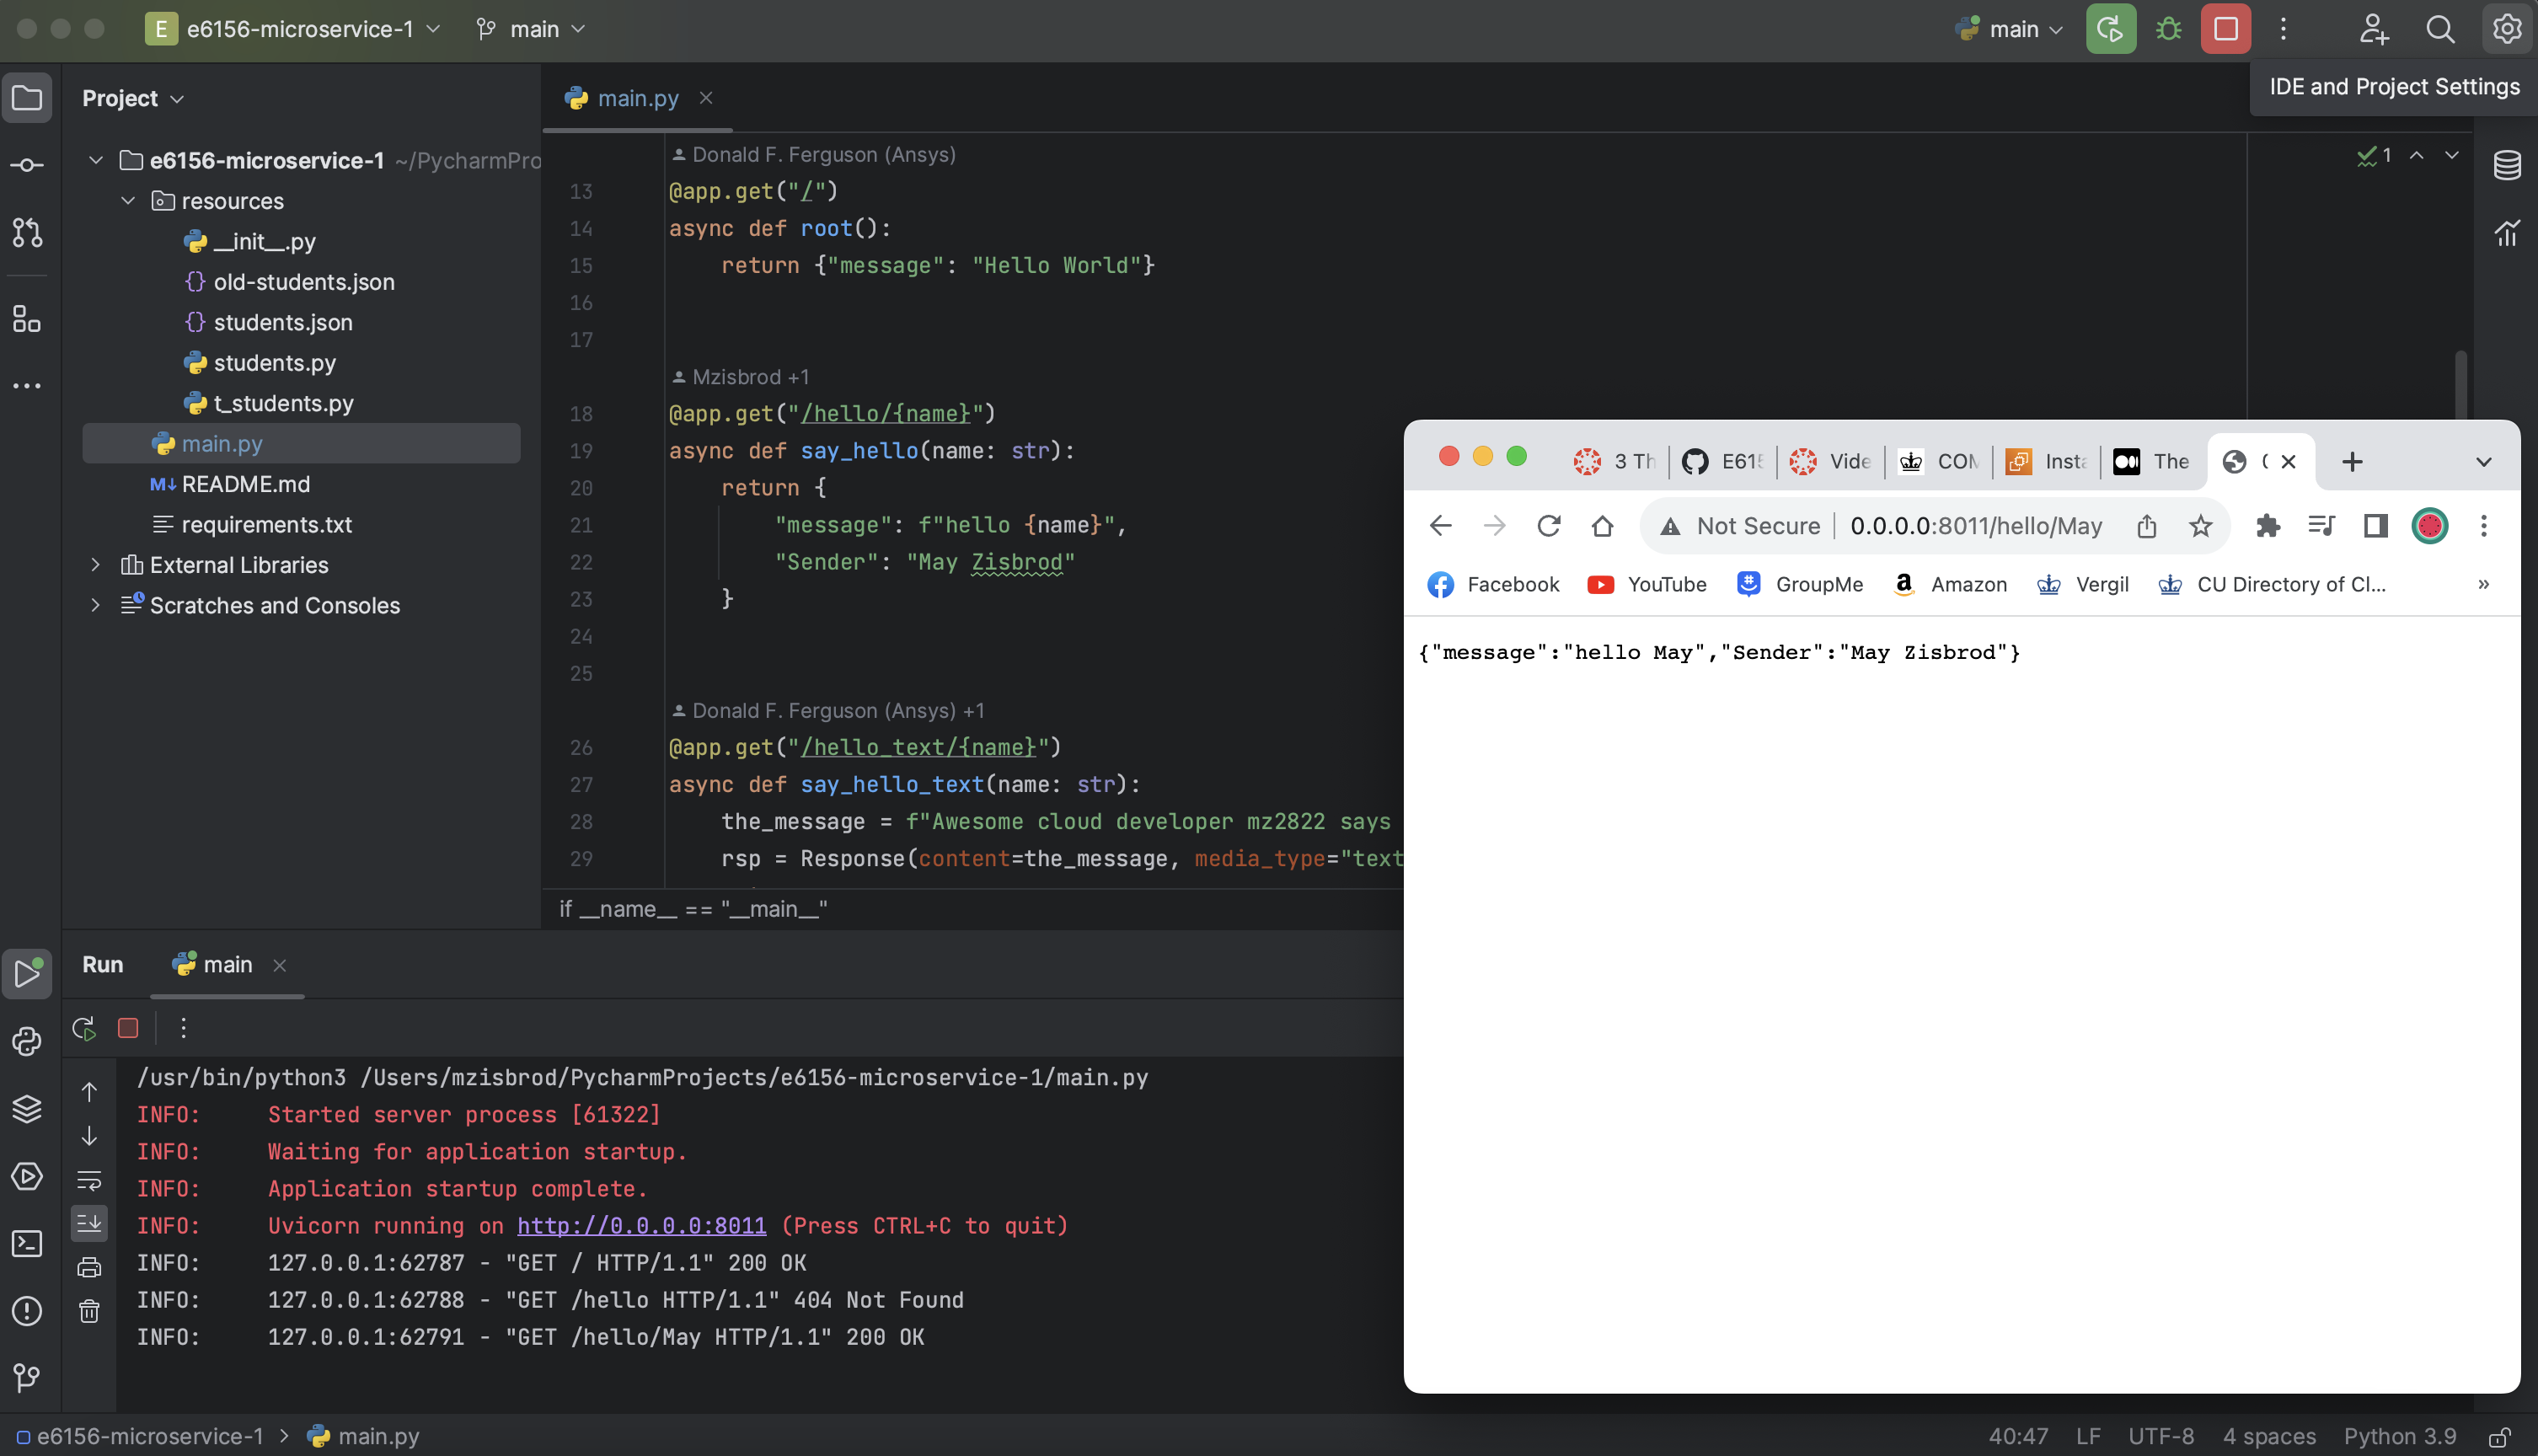 E e6156-microservice-1 main main
IDE and Project Settings
Project
e6156-microservice-1 ~/PycharmPro
resources
__init__.py
old-students.json
students.json
students.py
t_students.py
main.py
README.md
requirements.txt
External Libraries
Scratches and Consoles
main.py
1
Donald F. Ferguson (Ansys)
13 @app.get("/")
14 async def root():
15 return {"message": "Hello World"}
16
17
Mzisbrod +1
18 @app.get("/hello/{name}")
19 async def say_hello(name: str):
20 return {
21 "message": f"hello {name}",
22 "Sender": "May Zisbrod"
23 }
24
25
Donald F. Ferguson (Ansys) +1
26 @app.get("/hello_text/{name}")
27 async def say_hello_text(name: str):
28 the_message = f"Awesome cloud developer mz2822 says
29 rsp = Response(content=the_message, media_type="text
if __name__ == "__main__"
3 Th E615 Vide COM Insta The
Not Secure 0.0.0.0:8011/hello/May
Facebook YouTube GroupMe Amazon Vergil CU Directory of Cl... »
{"message":"hello May","Sender":"May Zisbrod"}
Run main
/usr/bin/python3 /Users/mzisbrod/PycharmProjects/e6156-microservice-1/main.py
INFO: Started server process [61322]
INFO: Waiting for application startup.
INFO: Application startup complete.
INFO: Uvicorn running on http://0.0.0.0:8011 (Press CTRL+C to quit)
INFO: 127.0.0.1:62787 - "GET / HTTP/1.1" 200 OK
INFO: 127.0.0.1:62788 - "GET /hello HTTP/1.1" 404 Not Found
INFO: 127.0.0.1:62791 - "GET /hello/May HTTP/1.1" 200 OK
e6156-microservice-1 > main.py 40:47 LF UTF-8 4 spaces Python 3.9